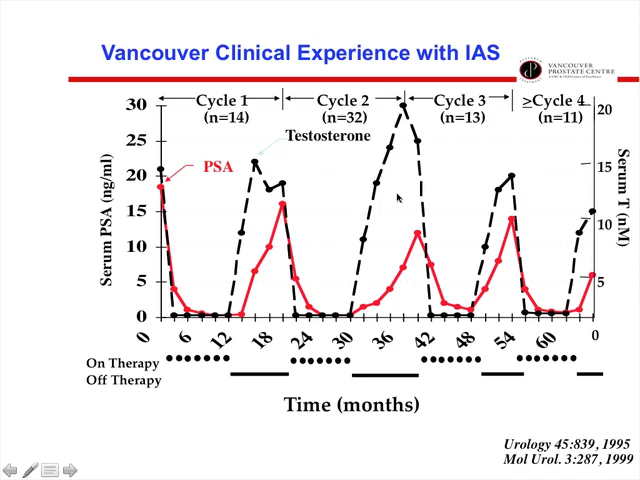 Vancouver Clinical Experience with IAS
VANCOUVER
PROSTATE CENTRE
Cycle 1
(n=14)
Cycle 2
(n=32)
Cycle 3
(n=13)
≥Cycle 4
(n=11)
Testosterone
PSA
Serum PSA (ng/ml)
30
25
20
15
10
5
0
20
15
10
5
Serum T (nM)
0 6 12 18 24 30 36 42 48 54 60 0
On Therapy
Off Therapy
Time (months)
Urology 45:839, 1995
Mol Urol. 3:287, 1999